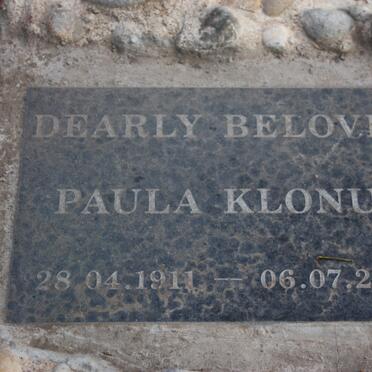 DEARLY BELOV
PAULA KLONU
28.04.1911 — 06.07.2